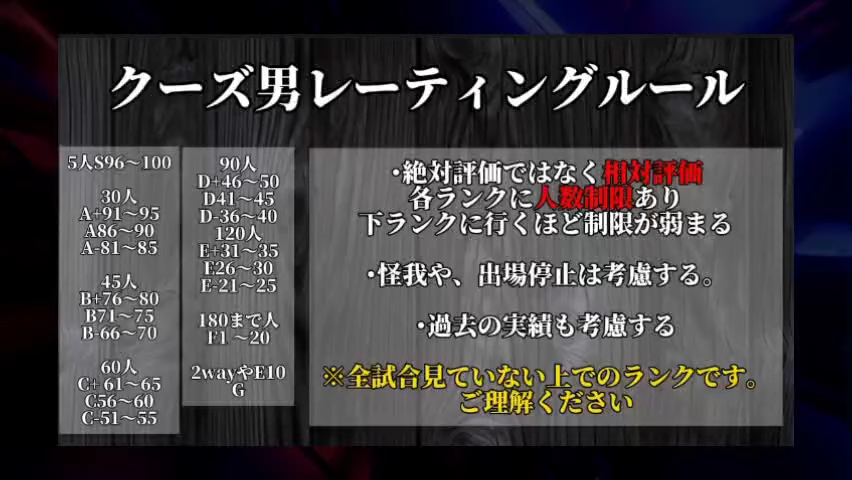 クーズ男レーティングルール
5人S96～100
30人
A+91～95
A86～90
A-81～85
45人
B+76～80
B71～75
B-66～70
60人
C+61～65
C56～60
C-51～55
90人
D+46～50
D41～45
D-36～40
120人
E+31～35
E26～30
E-21～25
180まで人
F1 ～20
2wayやE10
G
・絶対評価ではなく相対評価
各ランクに人数制限あり
下ランクに行くほど制限が弱まる
・怪我や、出場停止は考慮する。
・過去の実績も考慮する
※全試合見ていない上でのランクです。
ご理解ください